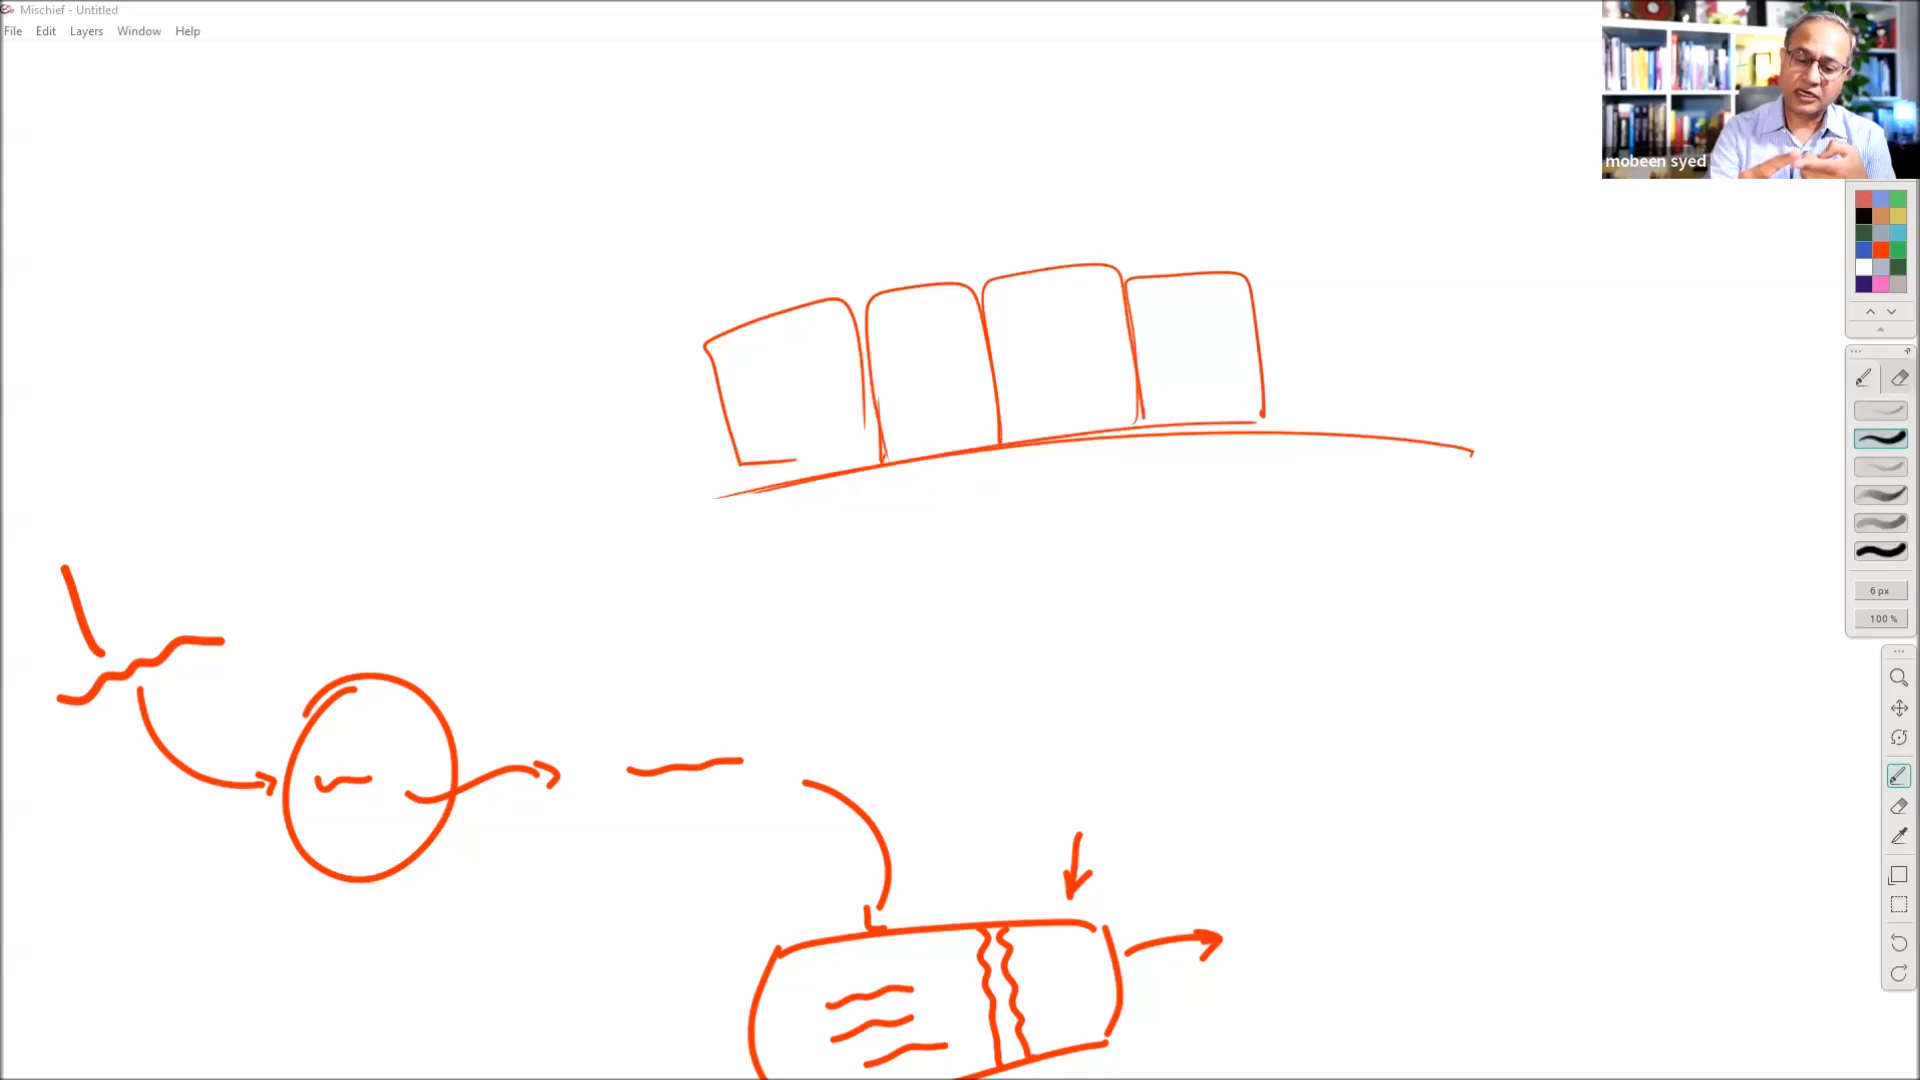 Mischief - Untitled
File Edit Layers Window Help
mobeen syed
6 px
100 %